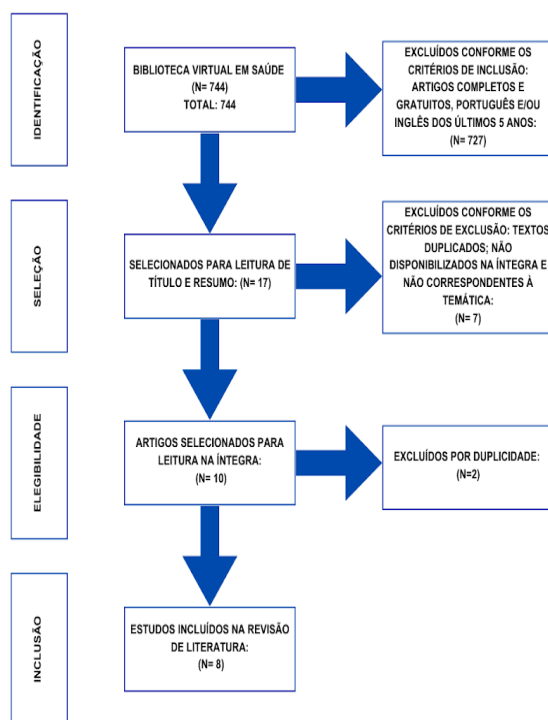 IDENTIFICAÇÃO
BIBLIOTECA VIRTUAL EM SAÚDE
(N= 744)
TOTAL: 744
EXCLUÍDOS CONFORME OS
CRITÉRIOS DE INCLUSÃO:
ARTIGOS COMPLETOS E
GRATUITOS, PORTUGUÊS E/OU
INGLÊS DOS ÚLTIMOS 5 ANOS:
(N= 727)
SELEÇÃO
SELECIONADOS PARA LEITURA DE
TÍTULO E RESUMO: (N= 17)
EXCLUÍDOS CONFORME OS
CRITÉRIOS DE EXCLUSÃO: TEXTOS
DUPLICADOS; NÃO
DISPONIBILIZADOS NA ÍNTEGRA E
NÃO CORRESPONDENTES À
TEMÁTICA:
(N= 7)
ELEGIBILIDADE
ARTIGOS SELECIONADOS PARA
LEITURA NA ÍNTEGRA:
(N= 10)
EXCLUÍDOS POR DUPLICIDADE:
(N=2)
INCLUSÃO
ESTUDOS INCLUÍDOS NA REVISÃO
DE LITERATURA:
(N= 8)